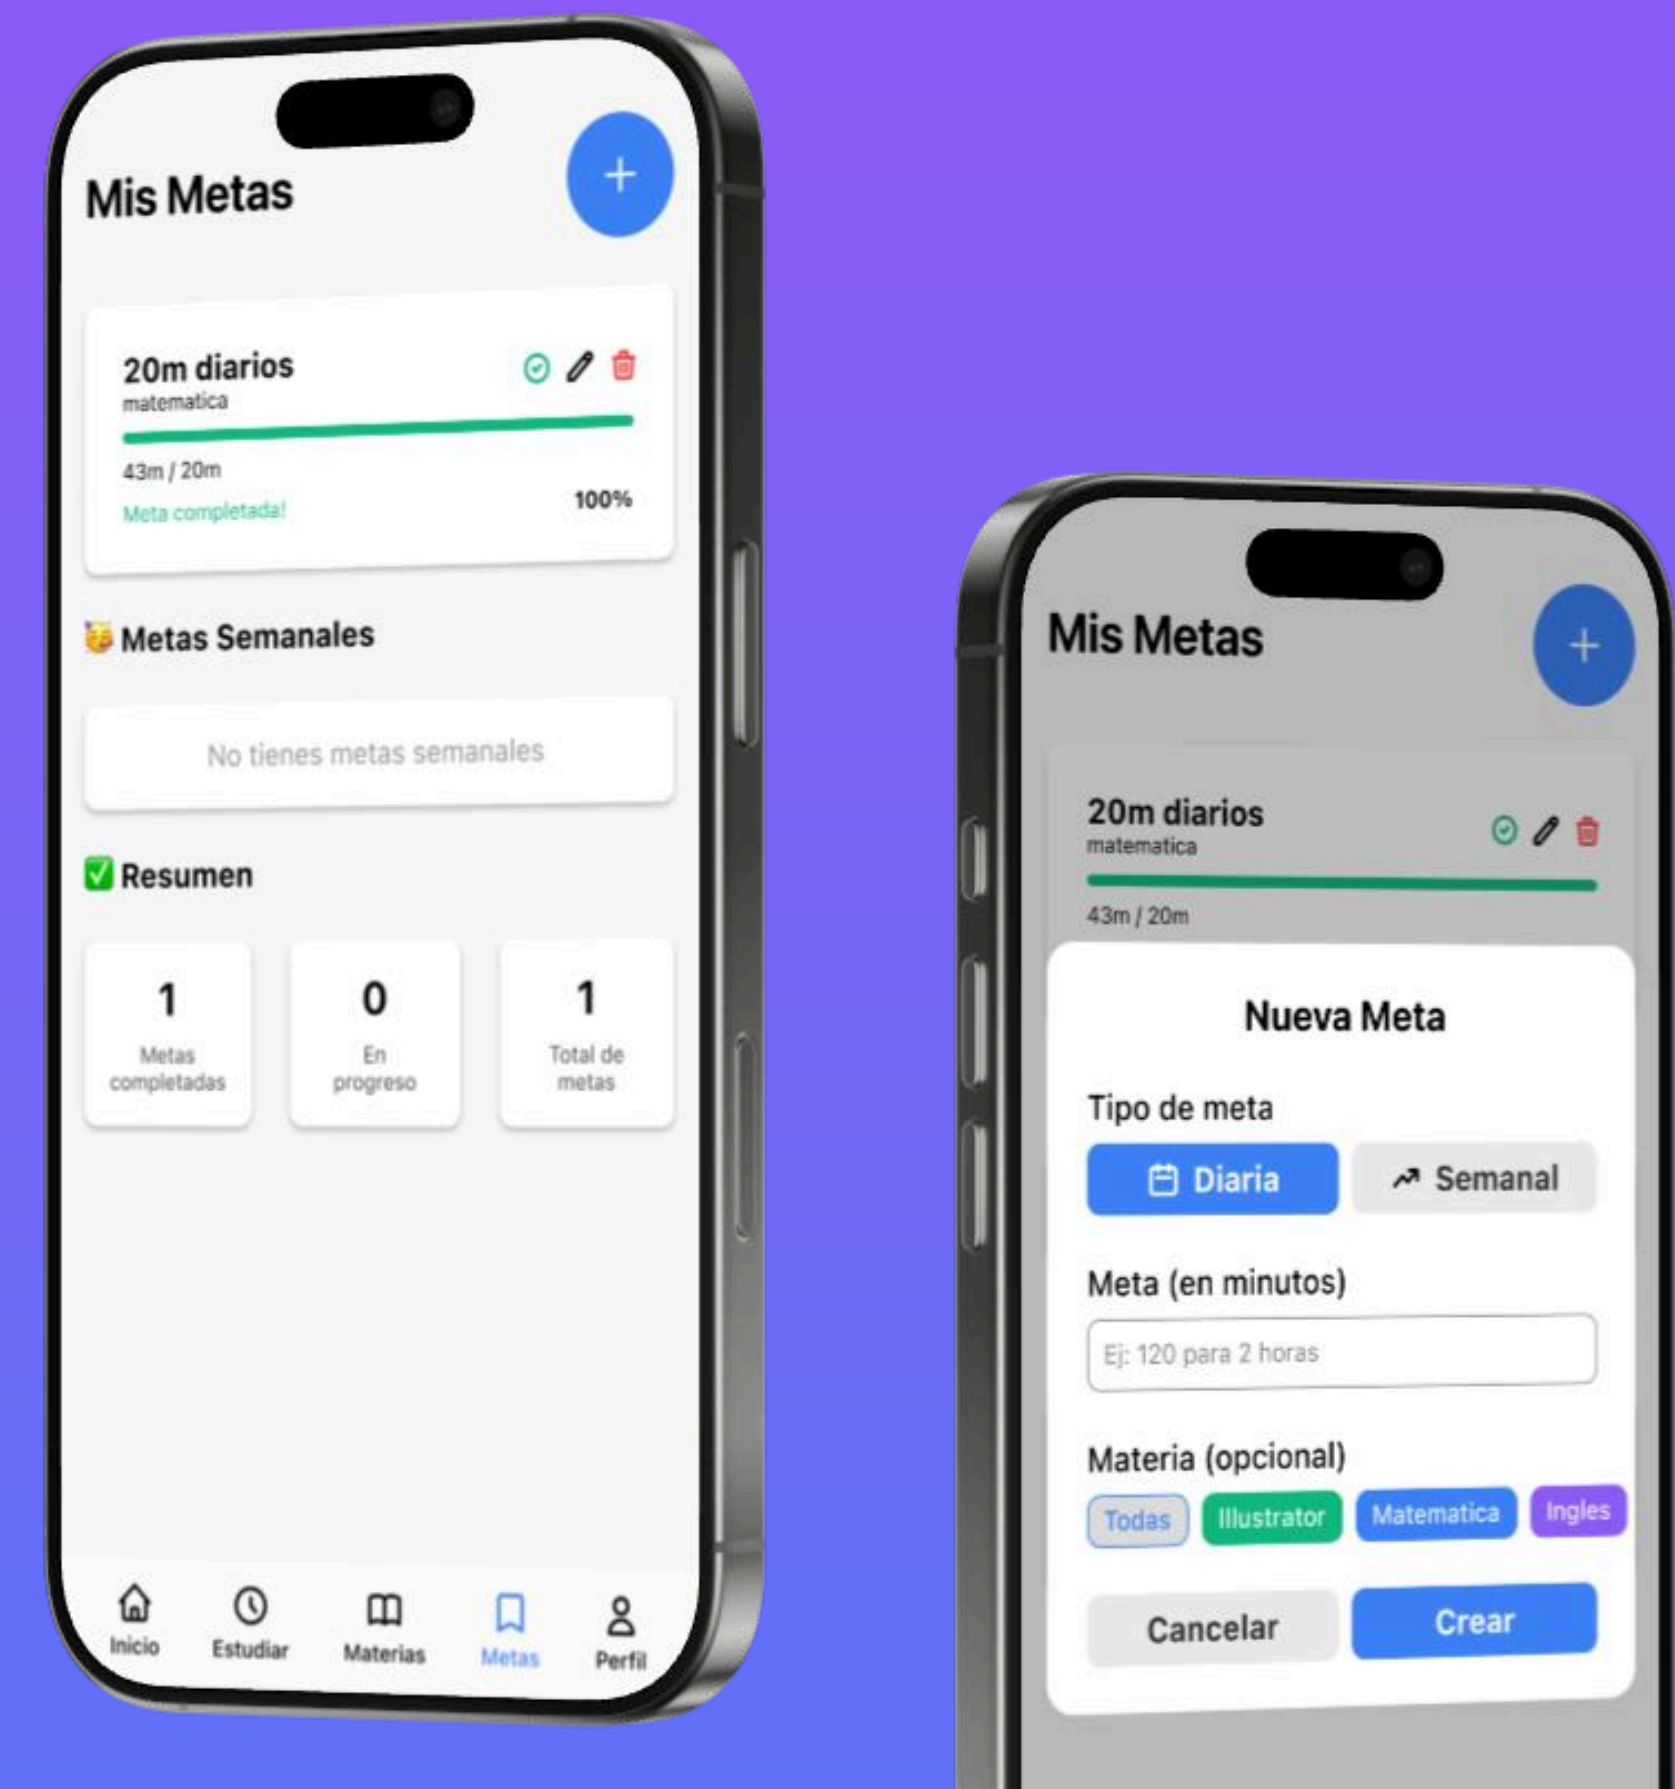 Mis Metas
+
20m diarios
matematica
43m / 20m
Meta completada!
100%
🥳 Metas Semanales
No tienes metas semanales
✅ Resumen
1
0
1
Metas
completadas
En
progreso
Total de
metas
Inicio
Estudiar
Materias
Metas
Perfil
Mis Metas
+
20m diarios
matematica
43m / 20m
Nueva Meta
Tipo de meta
Diaria
Semanal
Meta (en minutos)
Ej: 120 para 2 horas
Materia (opcional)
Todas
Illustrator
Matematica
Ingles
Cancelar
Crear